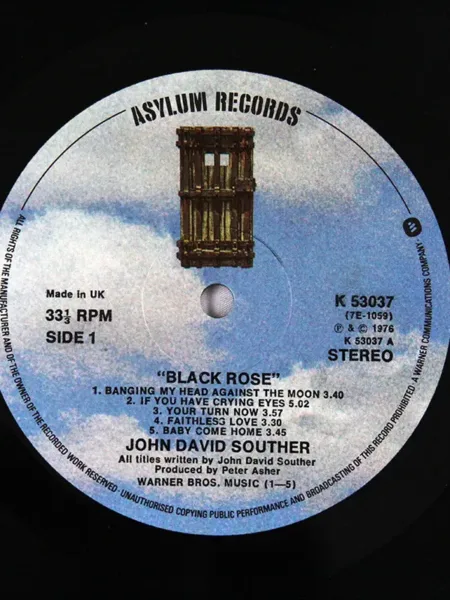 ASYLUM RECORDS
Made in UK
33⅓ RPM
SIDE 1
K 53037
(7E-1059)
℗ & © 1976
K 53037 A
STEREO
"BLACK ROSE"
1. BANGING MY HEAD AGAINST THE MOON 3.40
2. IF YOU HAVE CRYING EYES 5.02
3. YOUR TURN NOW 3.57
4. FAITHLESS LOVE 3.30
5. BABY COME HOME 3.45
JOHN DAVID SOUTHER
All titles written by John David Souther
Produced by Peter Asher
WARNER BROS. MUSIC (1—5)
ALL RIGHTS OF THE MANUFACTURER AND OF THE OWNER OF THE RECORDED WORK RESERVED · UNAUTHORISED COPYING PUBLIC PERFORMANCE AND BROADCASTING OF THIS RECORD PROHIBITED · A WARNER COMMUNICATIONS COMPANY·